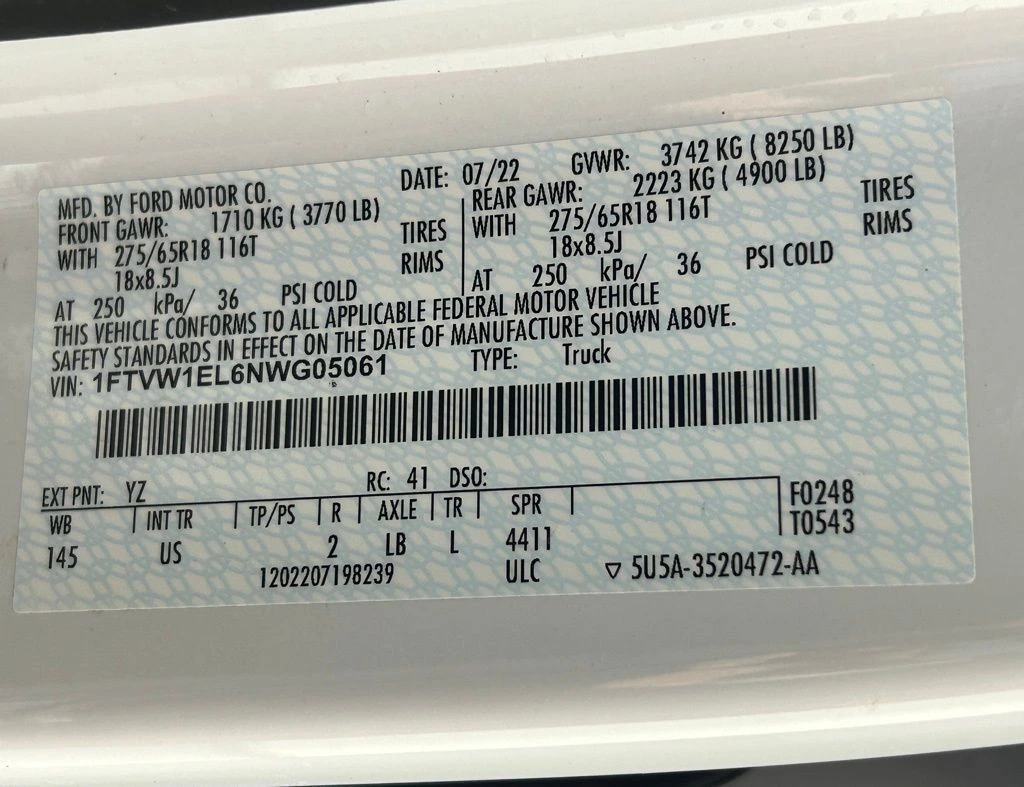 MFD. BY FORD MOTOR CO. DATE: 07/22 GVWR: 3742 KG ( 8250 LB)
FRONT GAWR: 1710 KG ( 3770 LB) REAR GAWR: 2223 KG ( 4900 LB)
WITH 275/65R18 116T TIRES WITH 275/65R18 116T TIRES
18x8.5J RIMS 18x8.5J RIMS
AT 250 kPa/ 36 PSI COLD AT 250 kPa/ 36 PSI COLD
THIS VEHICLE CONFORMS TO ALL APPLICABLE FEDERAL MOTOR VEHICLE
SAFETY STANDARDS IN EFFECT ON THE DATE OF MANUFACTURE SHOWN ABOVE.
VIN: 1FTVW1EL6NWG05061 TYPE: Truck
EXT PNT: YZ RC: 41 DSO:
WB INT TR TP/PS R AXLE TR SPR F0248
145 US 2 LB L 4411 T0543
1202207198239 ULC ▽ 5U5A-3520472-AA